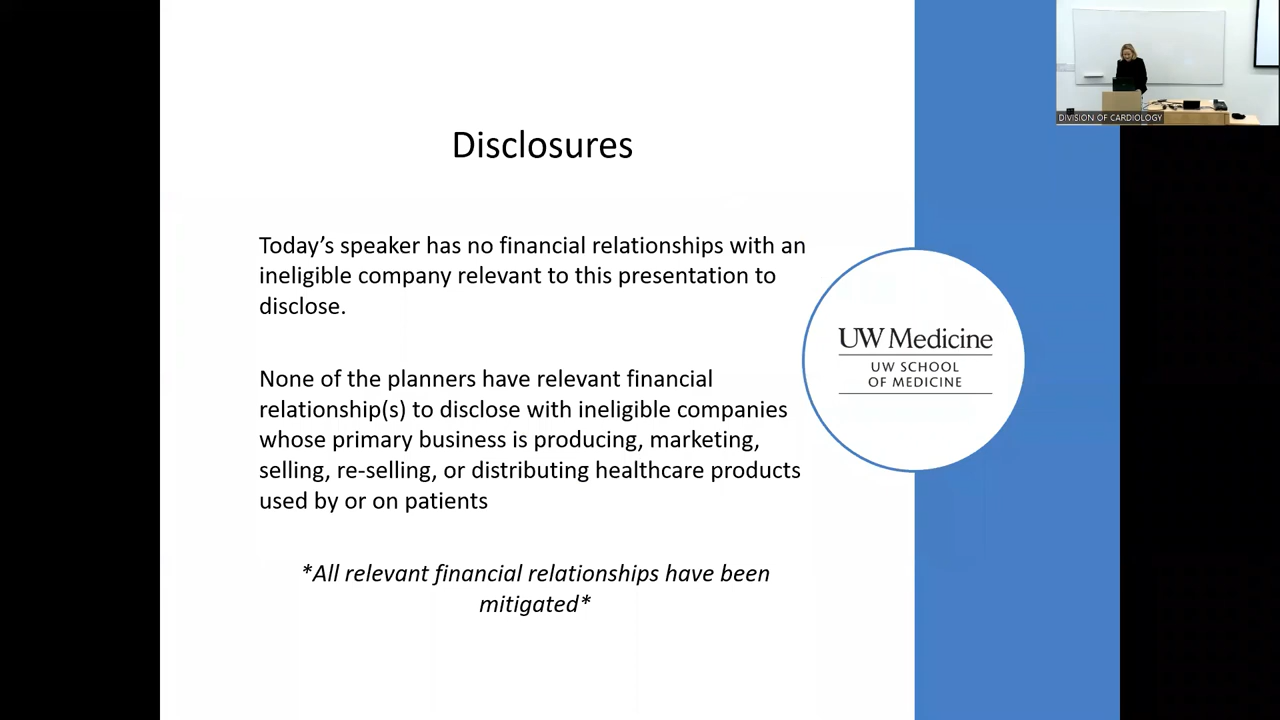 DIVISION OF CARDIOLOGY
Disclosures
Today’s speaker has no financial relationships with an
ineligible company relevant to this presentation to
disclose.
None of the planners have relevant financial
relationship(s) to disclose with ineligible companies
whose primary business is producing, marketing,
selling, re-selling, or distributing healthcare products
used by or on patients
*All relevant financial relationships have been
mitigated*
UW Medicine
UW SCHOOL
OF MEDICINE